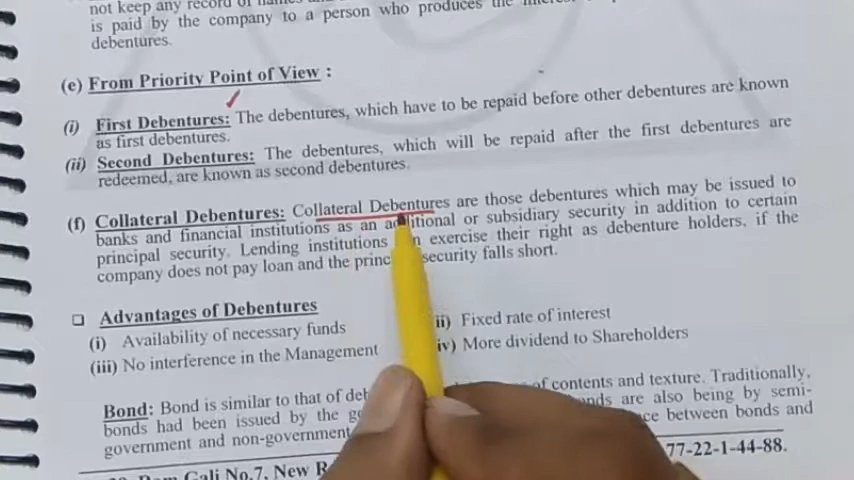 not keep any record of names and
is paid by the company to a person who produces the interest
debentures.
(e) From Priority Point of View :
(i) First Debentures: The debentures, which have to be repaid before other debentures are known
as first debentures.
(ii) Second Debentures: The debentures, which will be repaid after the first debentures are
redeemed, are known as second debentures.
(f) Collateral Debentures: Collateral Debentures are those debentures which may be issued to
banks and financial institutions as an additional or subsidiary security in addition to certain
principal security. Lending institutions exercise their right as debenture holders, if the
company does not pay loan and the security falls short.
❑ Advantages of Debentures
(i) Availability of necessary funds ii) Fixed rate of interest
(iii) No interference in the Management iv) More dividend to Shareholders
Bond: Bond is similar to that of of contents and texture. Traditionally,
bonds had been issued by the are also being by semi-
government and non-government between bonds and
Gali No.7, New 77-22-1-44-88.